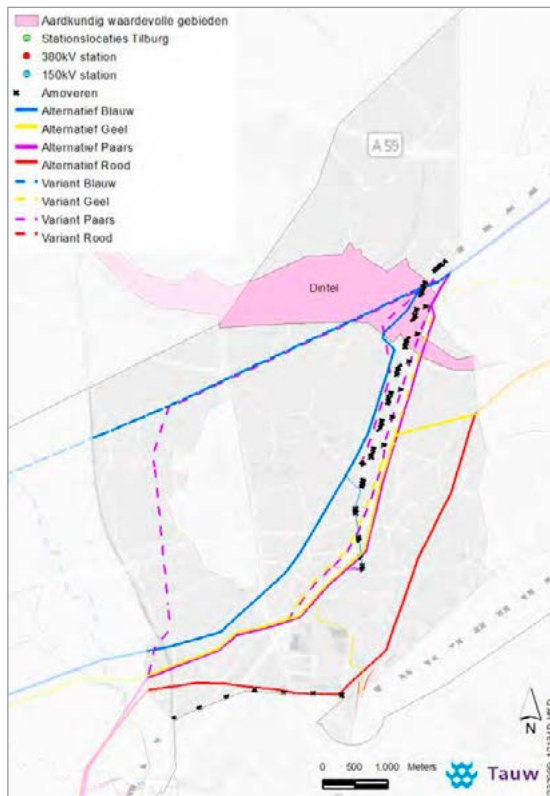 Aardkundig waardevolle gebieden
Stationslocaties Tilburg
380kV station
150kV station
Amoveren
Alternatief Blauw
Alternatief Geel
Alternatief Paars
Alternatief Rood
Variant Blauw
Variant Geel
Variant Paars
Variant Rood
A 59
Dintel
N
0 500 1.000 Meters
Tauw